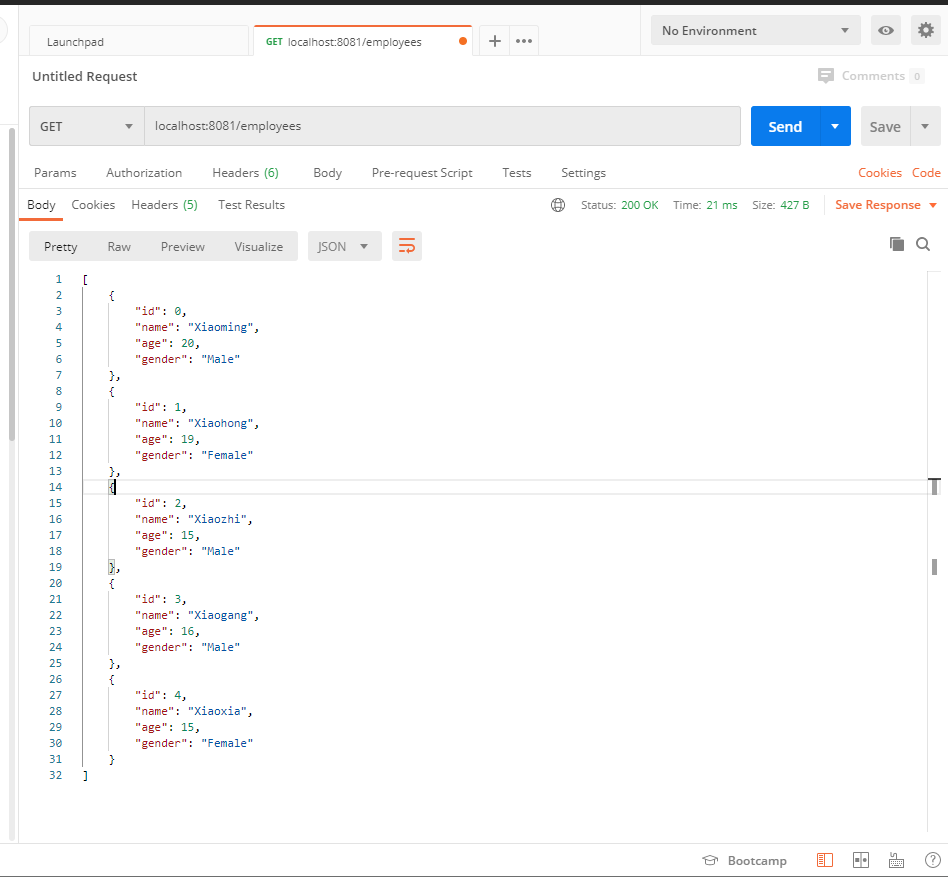 Launchpad
GET localhost:8081/employees
No Environment
Untitled Request
Comments 0
GET localhost:8081/employees Send Save
Params Authorization Headers (6) Body Pre-request Script Tests Settings Cookies Code
Body Cookies Headers (5) Test Results Status: 200 OK Time: 21 ms Size: 427 B Save Response
Pretty Raw Preview Visualize JSON
1 [
2 {
3 "id": 0,
4 "name": "Xiaoming",
5 "age": 20,
6 "gender": "Male"
7 },
8 {
9 "id": 1,
10 "name": "Xiaohong",
11 "age": 19,
12 "gender": "Female"
13 },
14 {
15 "id": 2,
16 "name": "Xiaozhi",
17 "age": 15,
18 "gender": "Male"
19 },
20 {
21 "id": 3,
22 "name": "Xiaogang",
23 "age": 16,
24 "gender": "Male"
25 },
26 {
27 "id": 4,
28 "name": "Xiaoxia",
29 "age": 15,
30 "gender": "Female"
31 }
32 ]
Bootcamp